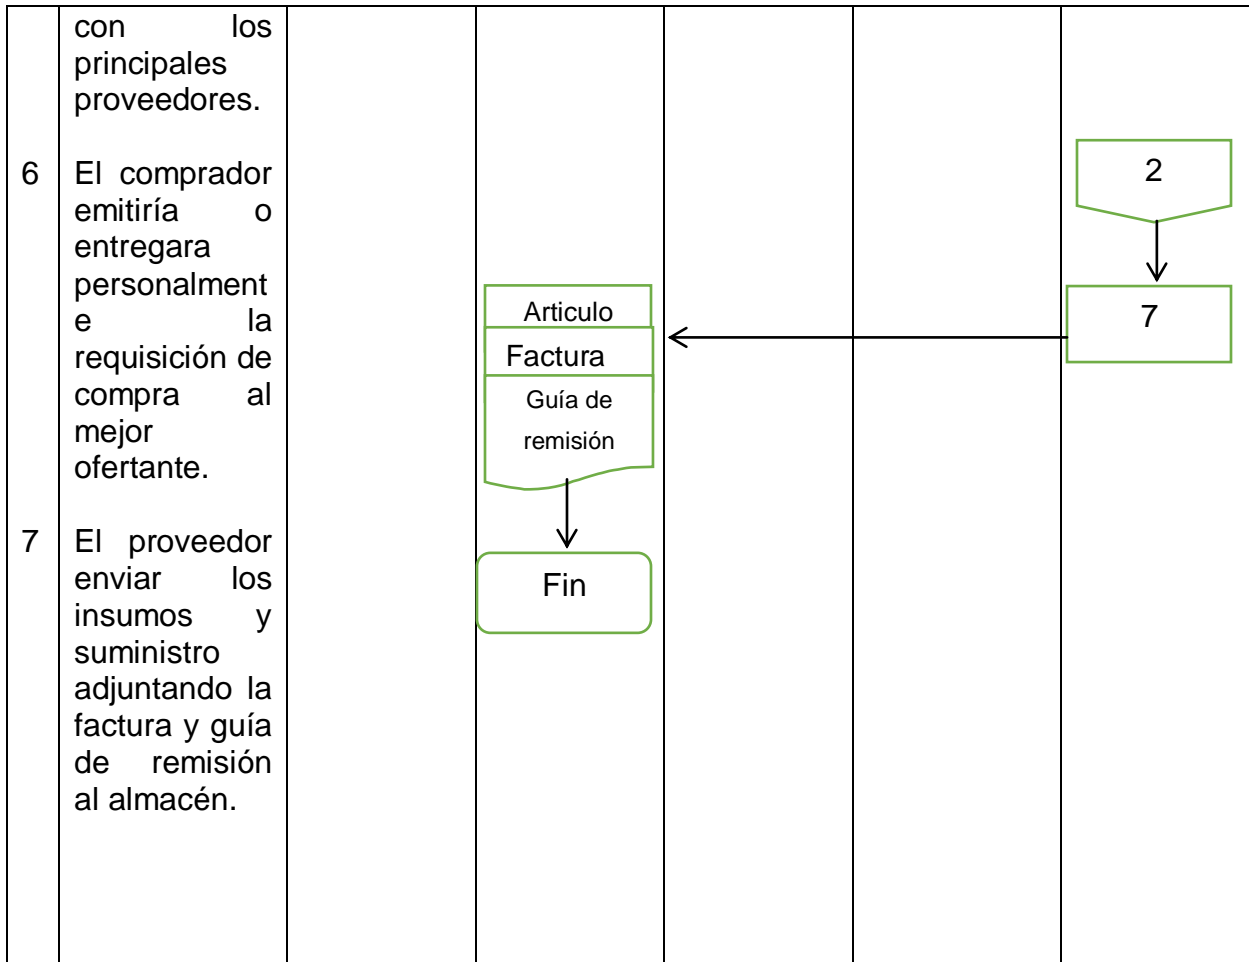 con los
principales
proveedores.
6
El comprador
emitiría o
entregara
personalment
e la
requisición de
compra al
mejor
ofertante.
7
El proveedor
enviar los
insumos y
suministro
adjuntando la
factura y guía
de remisión
al almacén.
Articulo
Factura
Guía de
remisión
Fin
2
7